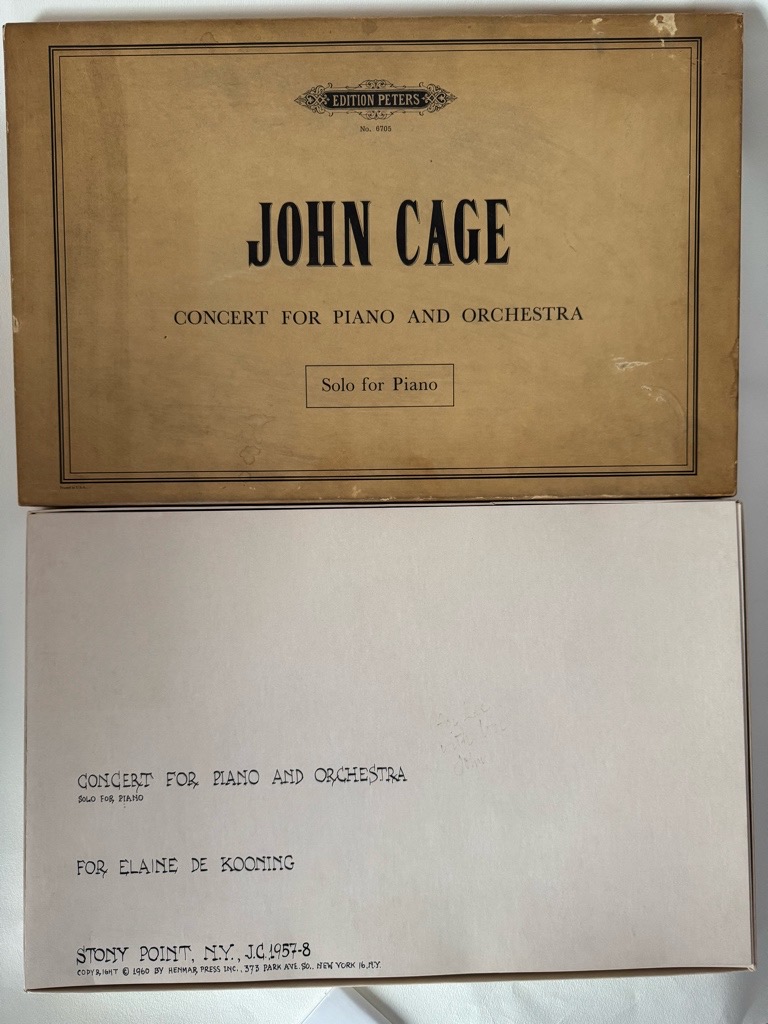 EDITION PETERS
No. 6705
JOHN CAGE
CONCERT FOR PIANO AND ORCHESTRA
Solo for Piano
CONCERT FOR PIANO AND ORCHESTRA
SOLO FOR PIANO
FOR ELAINE DE KOONING
STONY POINT, N.Y., J.C. 1957-8
COPYRIGHT © 1960 BY HENMAR PRESS INC., 373 PARK AVE. SO., NEW YORK 16, N.Y.